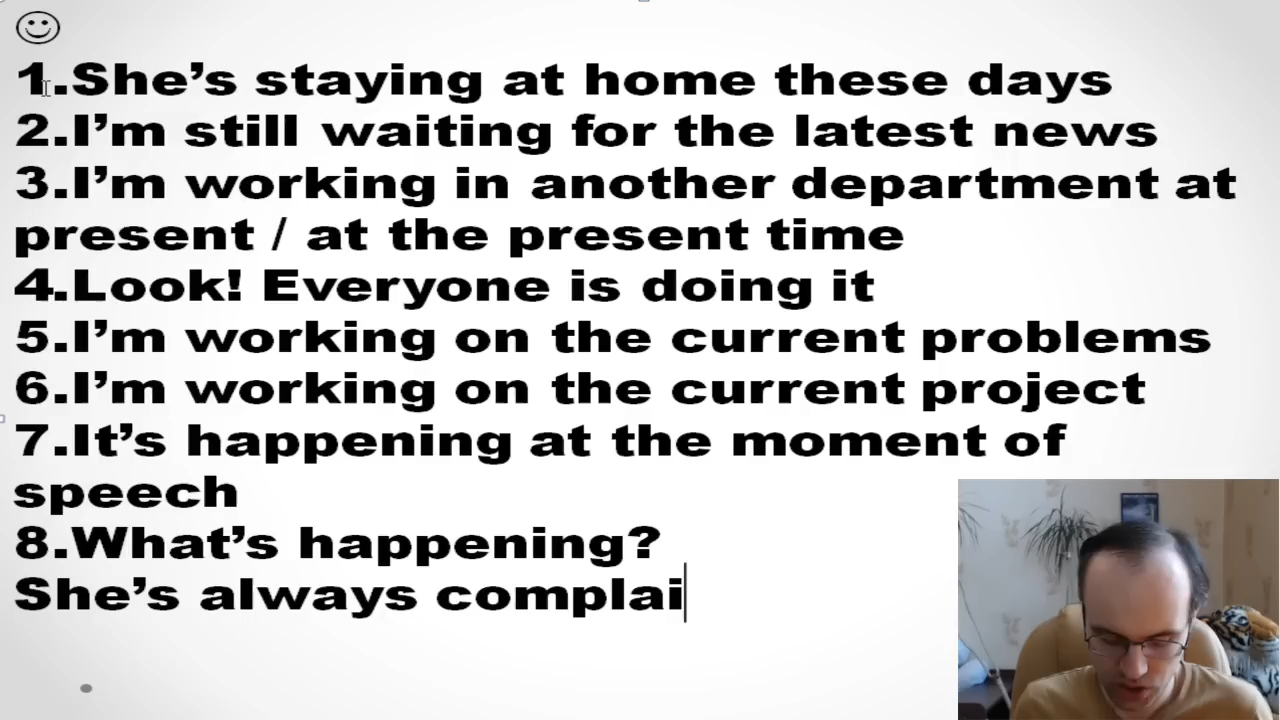 1.She’s staying at home these days
2.I’m still waiting for the latest news
3.I’m working in another department at
present / at the present time
4.Look! Everyone is doing it
5.I’m working on the current problems
6.I’m working on the current project
7.It’s happening at the moment of
speech
8.What’s happening?
She’s always complai